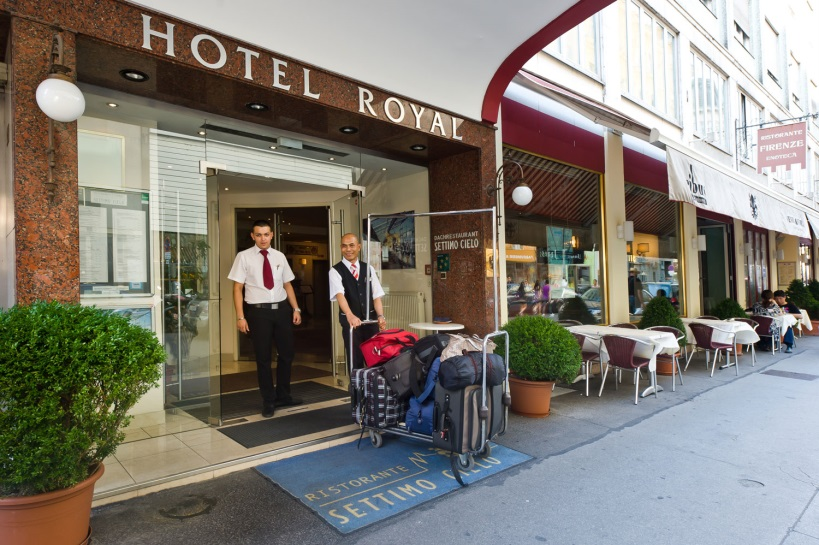 HOTEL ROYAL
DACHRESTAURANT
SETTIMO CIELO
RISTORANTE
FIRENZE
ENOTECA
RISTORANTE
SETTIMO CIELO